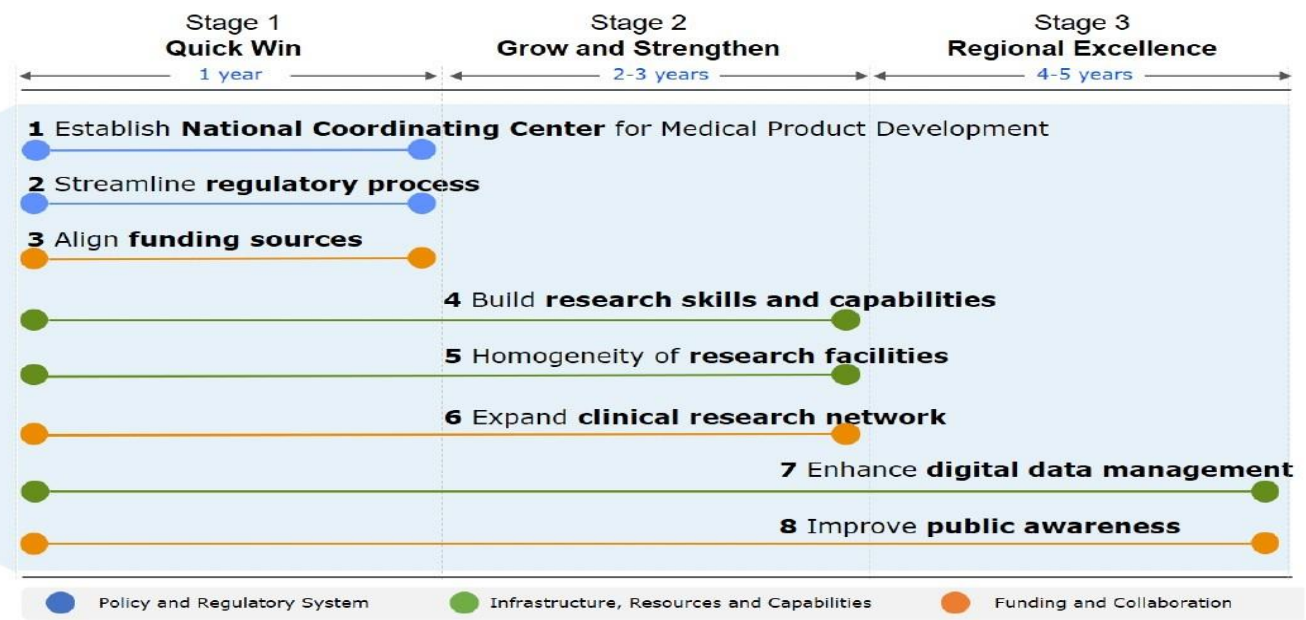 Stage 1
Quick Win
1 year
Stage 2
Grow and Strengthen
2-3 years
Stage 3
Regional Excellence
4-5 years
1 Establish National Coordinating Center for Medical Product Development
2 Streamline regulatory process
3 Align funding sources
4 Build research skills and capabilities
5 Homogeneity of research facilities
6 Expand clinical research network
7 Enhance digital data management
8 Improve public awareness
Policy and Regulatory System
Infrastructure, Resources and Capabilities
Funding and Collaboration